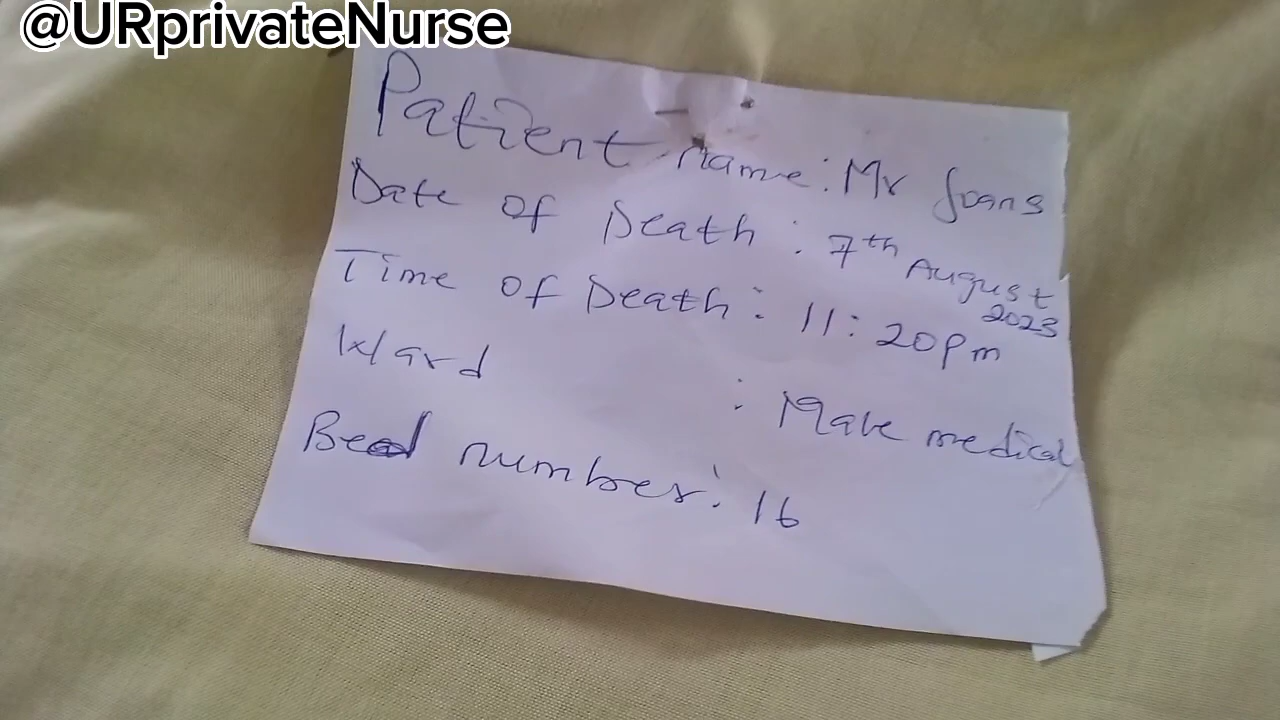 @URprivateNurse
Patient name: Mr Joans
Date of Death : 7th August 2023
Time of Death : 11:20pm
Ward : Male medical
Bed number: 16